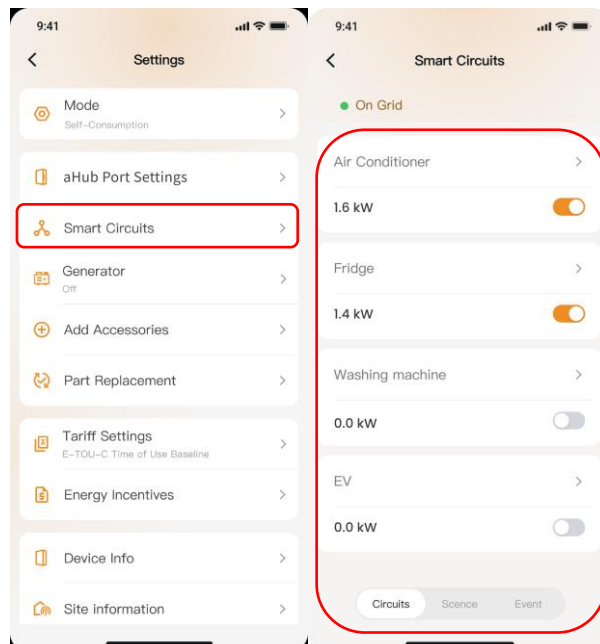 9:41
Settings
Mode
Self-Consumption
aHub Port Settings
Smart Circuits
Generator
Off
Add Accessories
Part Replacement
Tariff Settings
E-TOU-C Time of Use Baseline
Energy Incentives
Device Info
Site information
9:41
Smart Circuits
On Grid
Air Conditioner
1.6 kW
Fridge
1.4 kW
Washing machine
0.0 kW
EV
0.0 kW
Circuits Scence Event